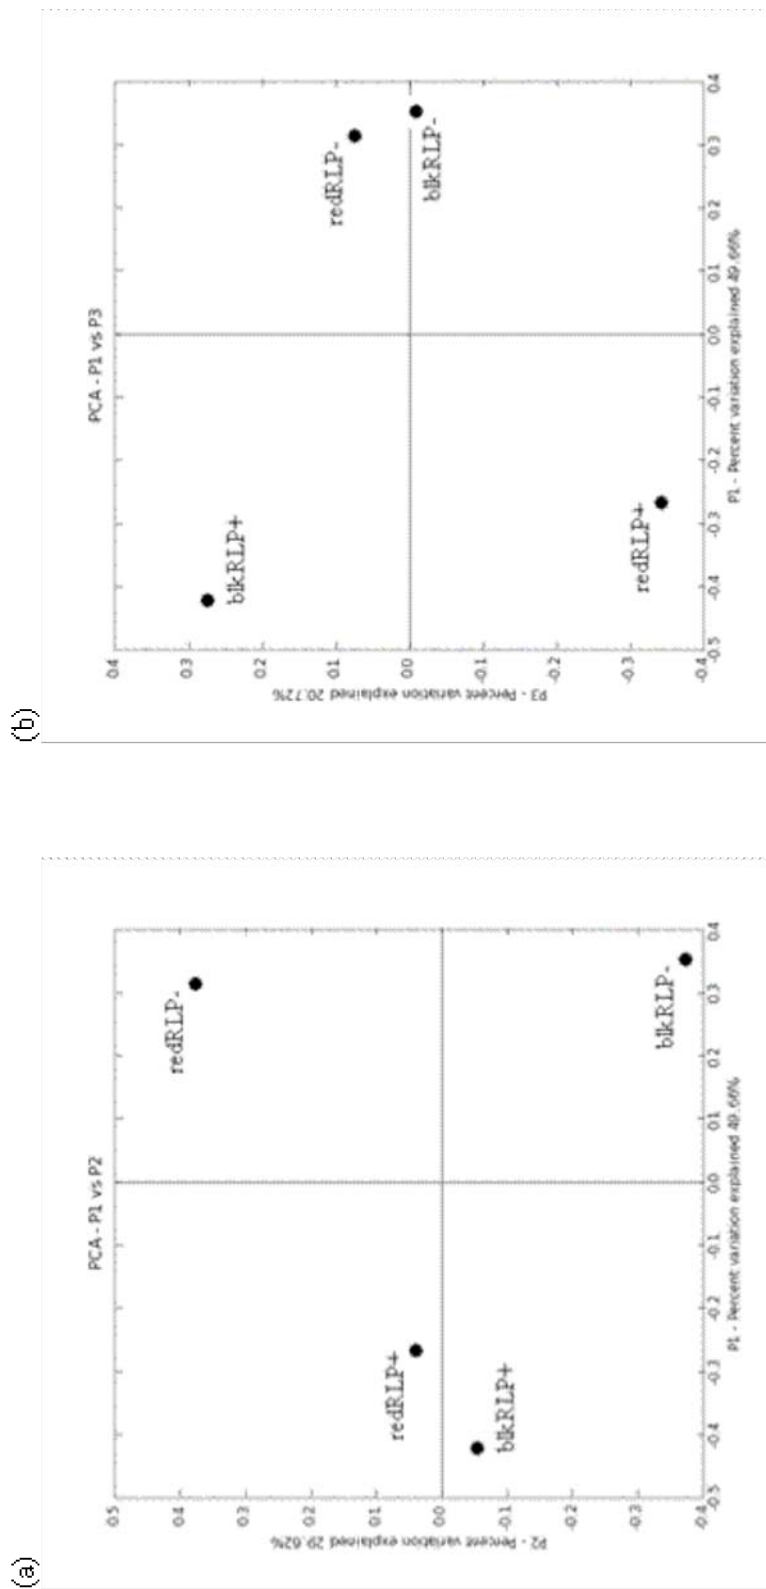 (a)
PCA - P1 vs P2
0.5
0.4
0.3
0.2
0.1
0.0
-0.1
-0.2
-0.3
-0.4
P2 - Percent variation explained 29.62%
redRLP-
redRLP+
blkRLP+
blkRLP-
-0.5 -0.4 -0.3 -0.2 -0.1 0.0 0.1 0.2 0.3 0.4
P1 - Percent variation explained 49.66%
(b)
PCA - P1 vs P3
0.4
0.3
0.2
0.1
0.0
-0.1
-0.2
-0.3
-0.4
P3 - Percent variation explained 20.72%
blkRLP+
redRLP-
blkRLP-
redRLP+
-0.5 -0.4 -0.3 -0.2 -0.1 0.0 0.1 0.2 0.3 0.4
P1 - Percent variation explained 49.66%